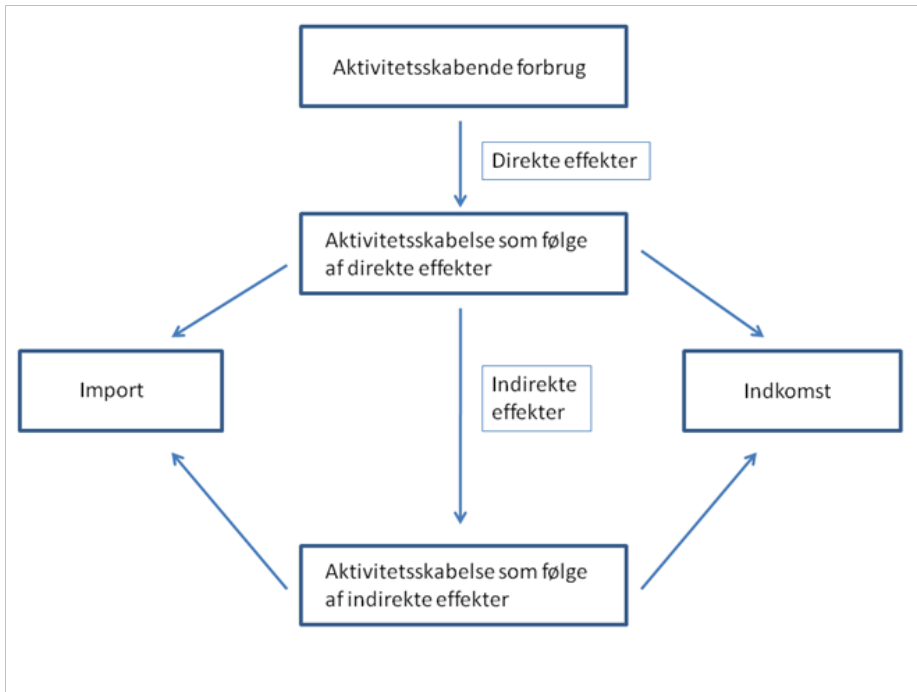 Aktivitetsskabende forbrug
Direkte effekter
Aktivitetsskabelse som følge
af direkte effekter
Import
Indirekte
effekter
Indkomst
Aktivitetsskabelse som følge
af indirekte effekter